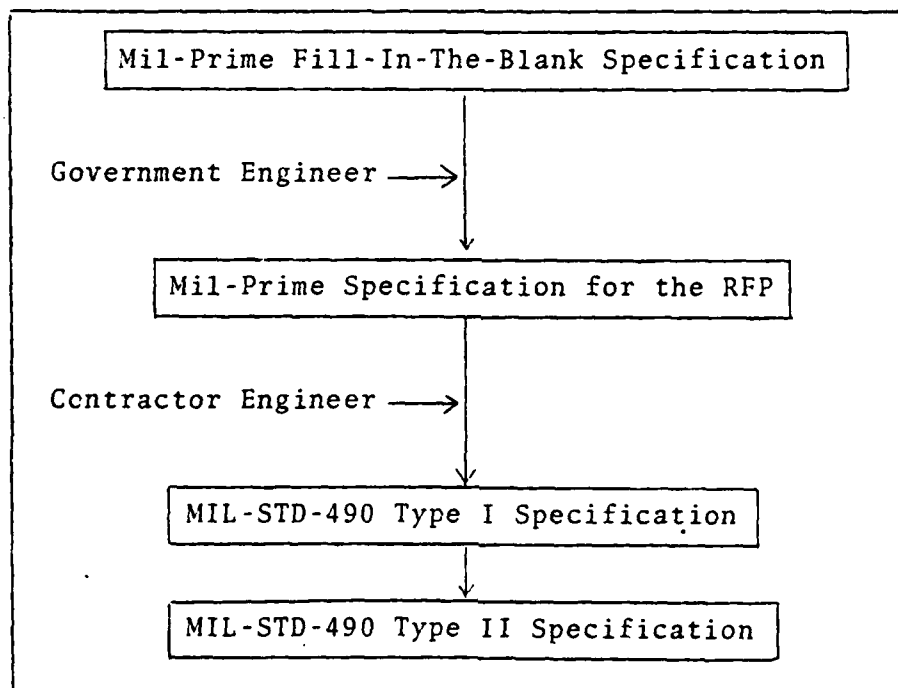 Mil-Prime Fill-In-The-Blank Specification
Government Engineer
Mil-Prime Specification for the RFP
Contractor Engineer
MIL-STD-490 Type I Specification
MIL-STD-490 Type II Specification